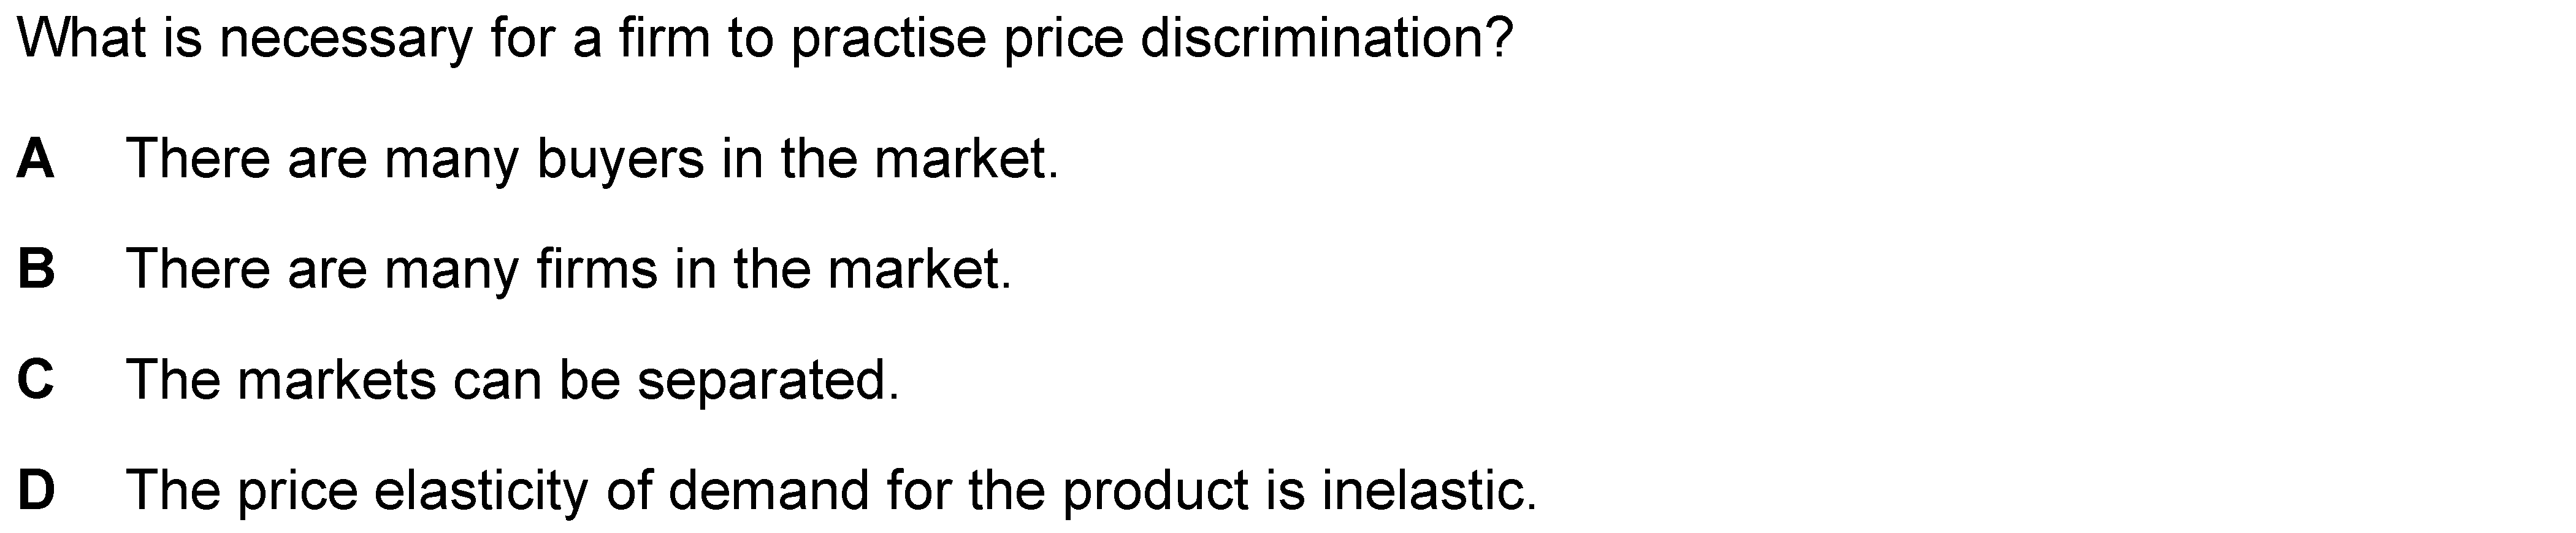 What is necessary for a firm to practise price discrimination?
A There are many buyers in the market.
B There are many firms in the market.
C The markets can be separated.
D The price elasticity of demand for the product is inelastic.